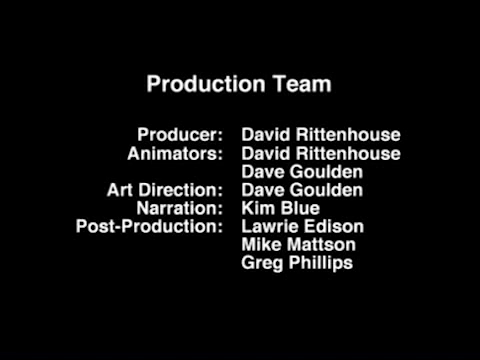 Production Team
Producer: David Rittenhouse
Animators: David Rittenhouse
Dave Goulden
Art Direction: Dave Goulden
Narration: Kim Blue
Post-Production: Lawrie Edison
Mike Mattson
Greg Phillips